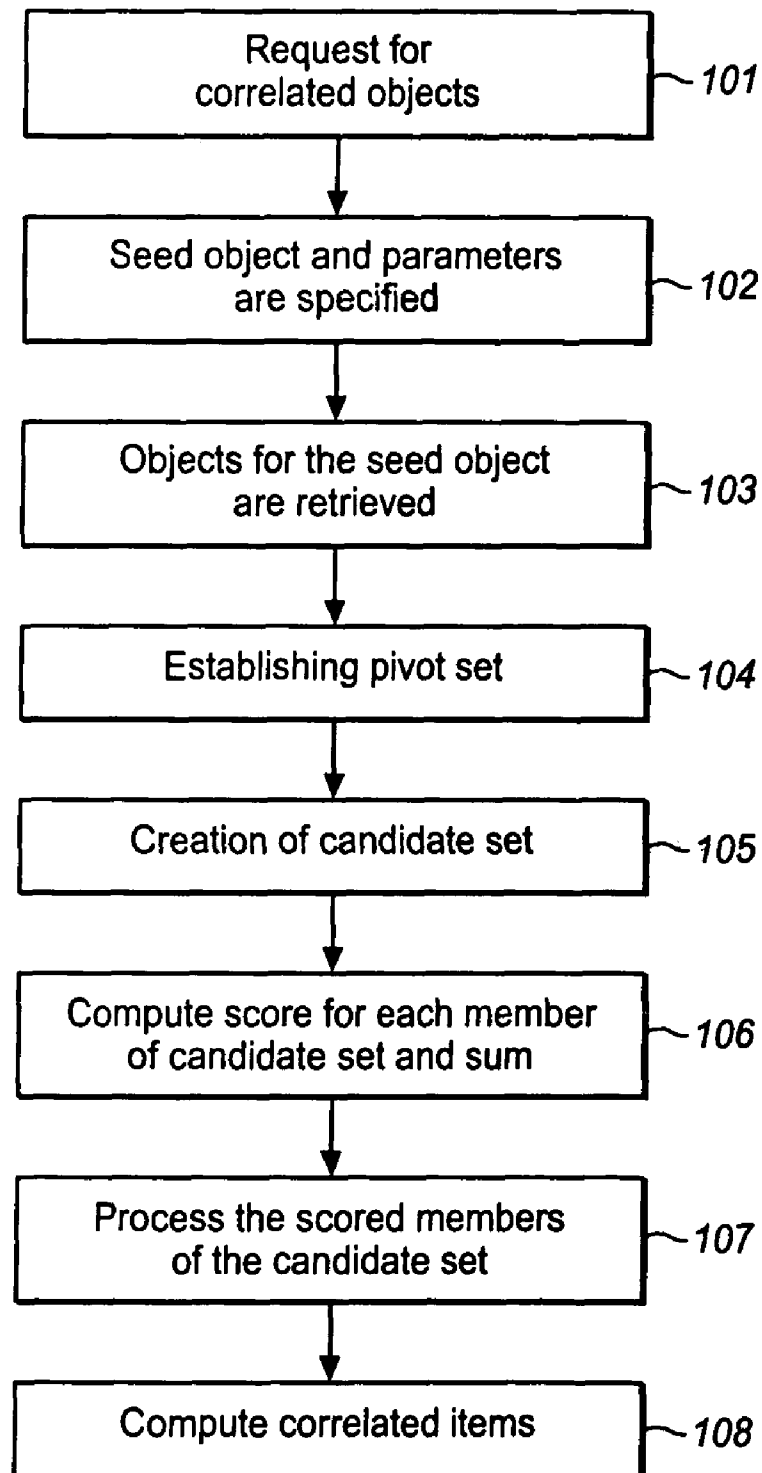 Request for
correlated objects
101
Seed object and parameters
are specified
102
Objects for the seed object
are retrieved
103
Establishing pivot set
104
Creation of candidate set
105
Compute score for each member
of candidate set and sum
106
Process the scored members
of the candidate set
107
Compute correlated items
108